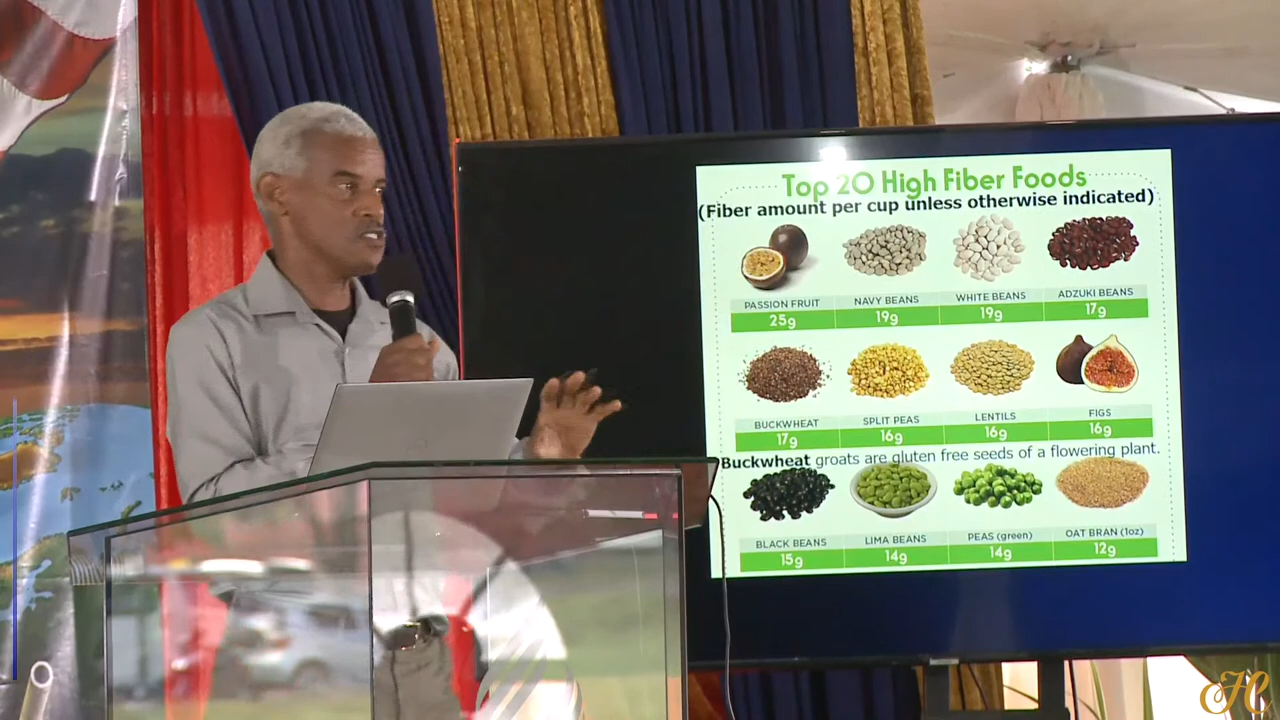 Top 20 High Fiber Foods
(Fiber amount per cup unless otherwise indicated)
PASSION FRUIT NAVY BEANS WHITE BEANS ADZUKI BEANS
25g 19g 19g 17g
BUCKWHEAT SPLIT PEAS LENTILS FIGS
17g 16g 16g 16g
Buckwheat groats are gluten free seeds of a flowering plant.
BLACK BEANS LIMA BEANS PEAS (green) OAT BRAN (1oz)
15g 14g 14g 12g